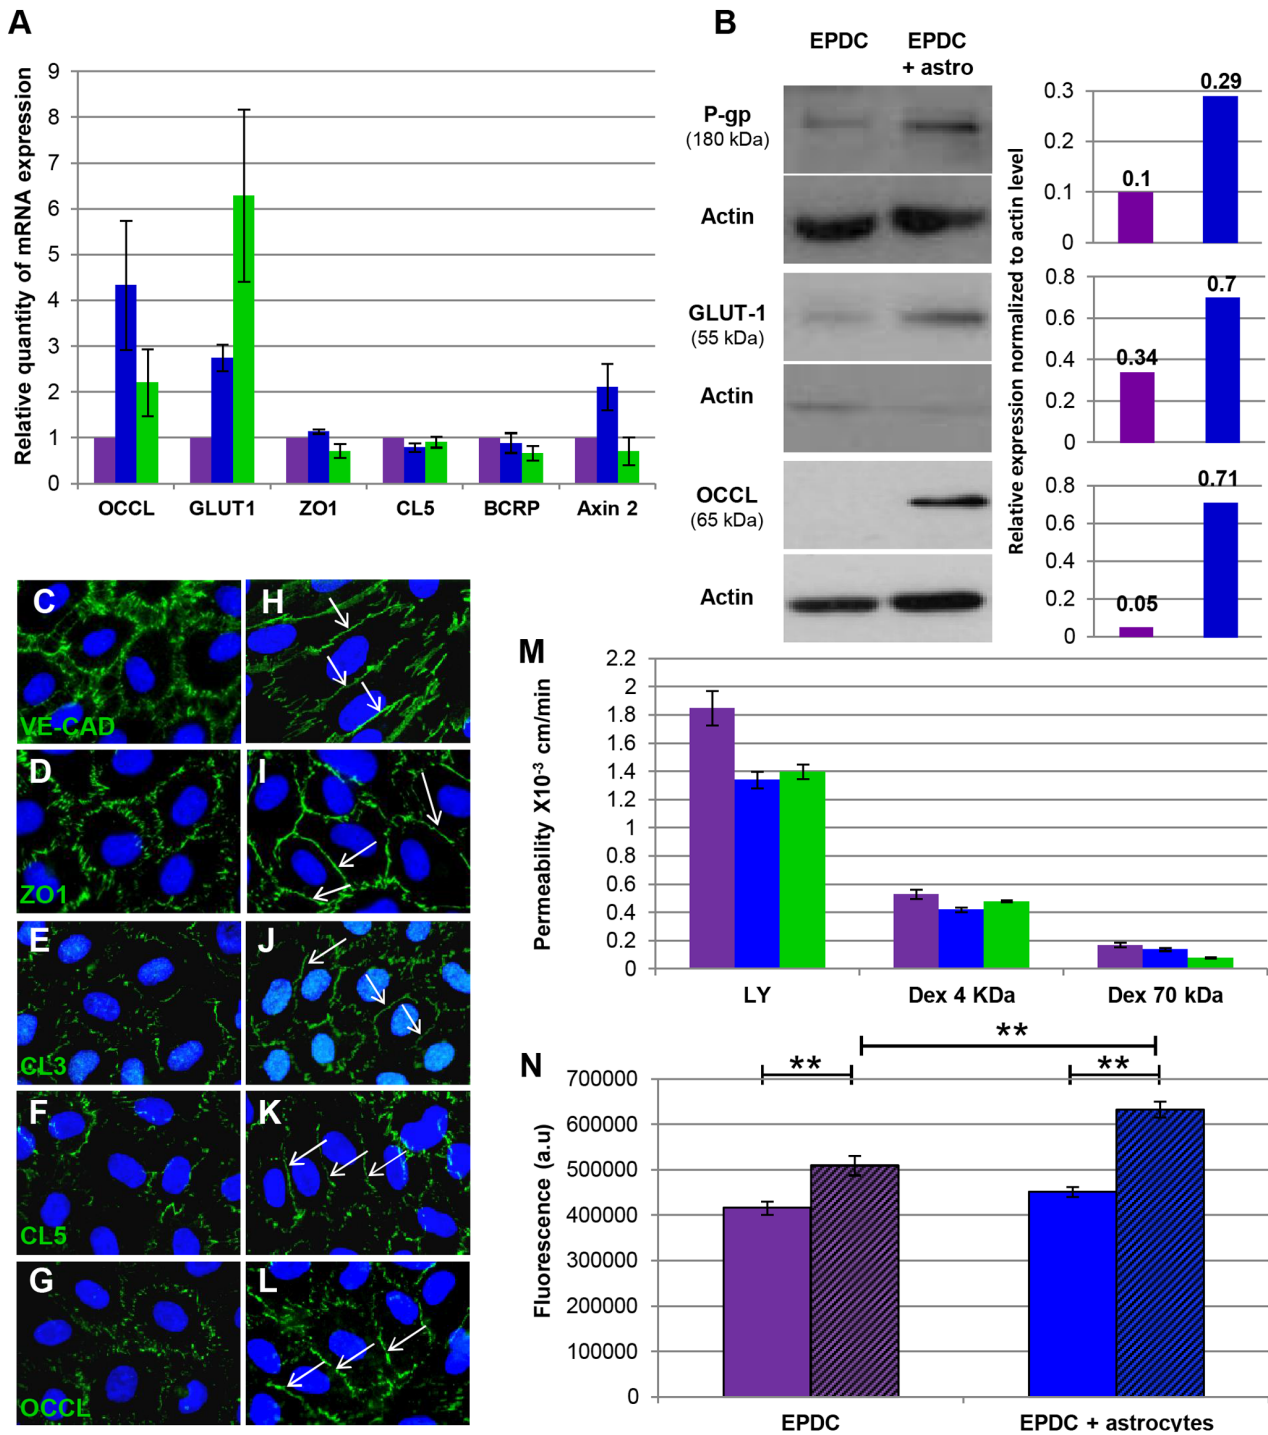 A
Relative quantity of mRNA expression
9
8
7
6
5
4
3
2
1
0
OCCL GLUT1 ZO1 CL5 BCRP Axin 2
B
EPDC EPDC
+ astro
P-gp
(180 kDa)
Actin
GLUT-1
(55 kDa)
Actin
OCCL
(65 kDa)
Actin
Relative expression normalized to actin level
0.3
0.2
0.1
0
0.1
0.29
0.8
0.6
0.4
0.2
0
0.34
0.7
0.8
0.6
0.4
0.2
0
0.05
0.71
C
VE-CAD
H
D
ZO1
I
E
CL3
J
F
CL5
K
G
OCCL
L
M
Permeability X10⁻³ cm/min
2.2
2
1.8
1.6
1.4
1.2
1
0.8
0.6
0.4
0.2
0
LY Dex 4 KDa Dex 70 kDa
N
**
** **
Fluorescence (a.u)
700000
600000
500000
400000
300000
200000
100000
0
EPDC EPDC + astrocytes